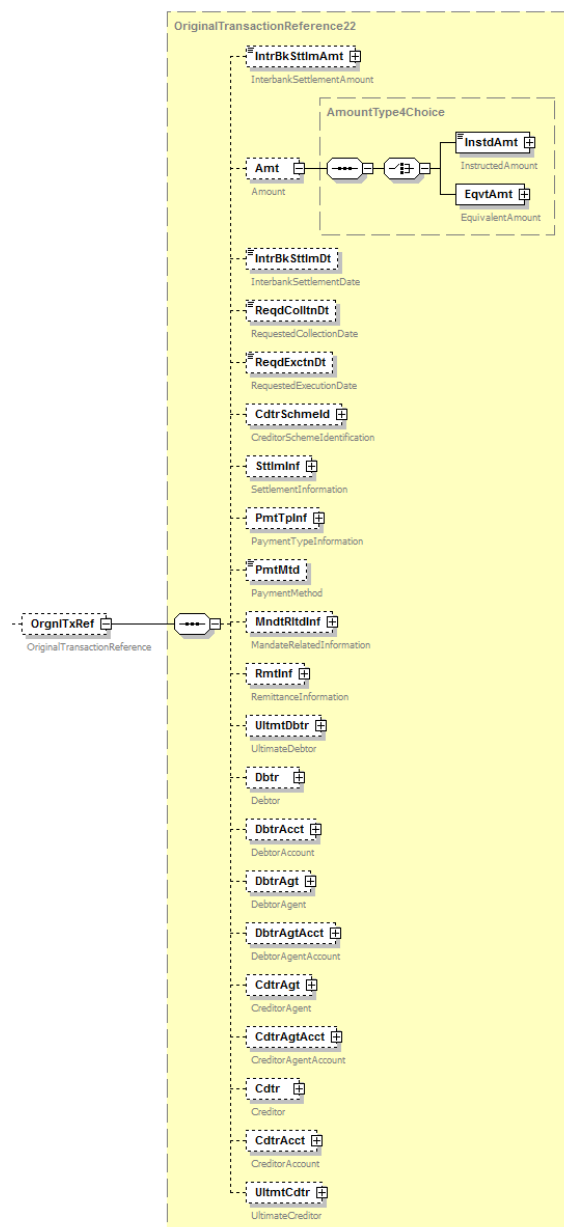 OriginalTransactionReference22
IntrBkSttlmAmt
InterbankSettlementAmount
AmountType4Choice
InstdAmt
InstructedAmount
Amt
Amount
EqvtAmt
EquivalentAmount
IntrBkSttlmDt
InterbankSettlementDate
ReqdColltnDt
RequestedCollectionDate
ReqdExctnDt
RequestedExecutionDate
CdtrSchmeId
CreditorSchemeIdentification
SttlmInf
SettlementInformation
PmtTpInf
PaymentTypeInformation
PmtMtd
PaymentMethod
OrgnlTxRef
OriginalTransactionReference
MndtRltdInf
MandateRelatedInformation
RmtInf
RemittanceInformation
UltmtDbtr
UltimateDebtor
Dbtr
Debtor
DbtrAcct
DebtorAccount
DbtrAgt
DebtorAgent
DbtrAgtAcct
DebtorAgentAccount
CdtrAgt
CreditorAgent
CdtrAgtAcct
CreditorAgentAccount
Cdtr
Creditor
CdtrAcct
CreditorAccount
UltmtCdtr
UltimateCreditor